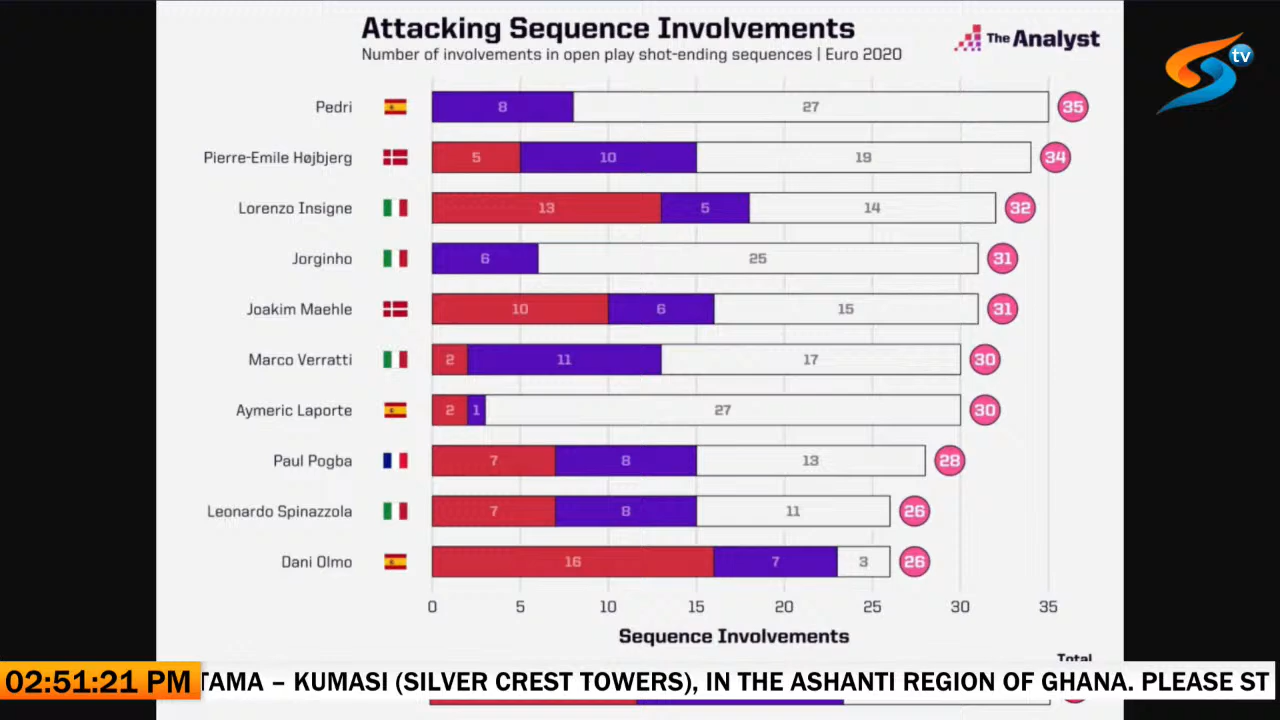 Attacking Sequence Involvements
Number of involvements in open play shot-ending sequences | Euro 2020
The Analyst
tv
Pedri 8 27 35
Pierre-Emile Højbjerg 5 10 19 34
Lorenzo Insigne 13 5 14 32
Jorginho 6 25 31
Joakim Maehle 10 6 15 31
Marco Verratti 2 11 17 30
Aymeric Laporte 2 1 27 30
Paul Pogba 7 8 13 28
Leonardo Spinazzola 7 8 11 26
Dani Olmo 16 7 3 26
0 5 10 15 20 25 30 35
Sequence Involvements
Total
02:51:21 PM TAMA – KUMASI (SILVER CREST TOWERS), IN THE ASHANTI REGION OF GHANA. PLEASE ST